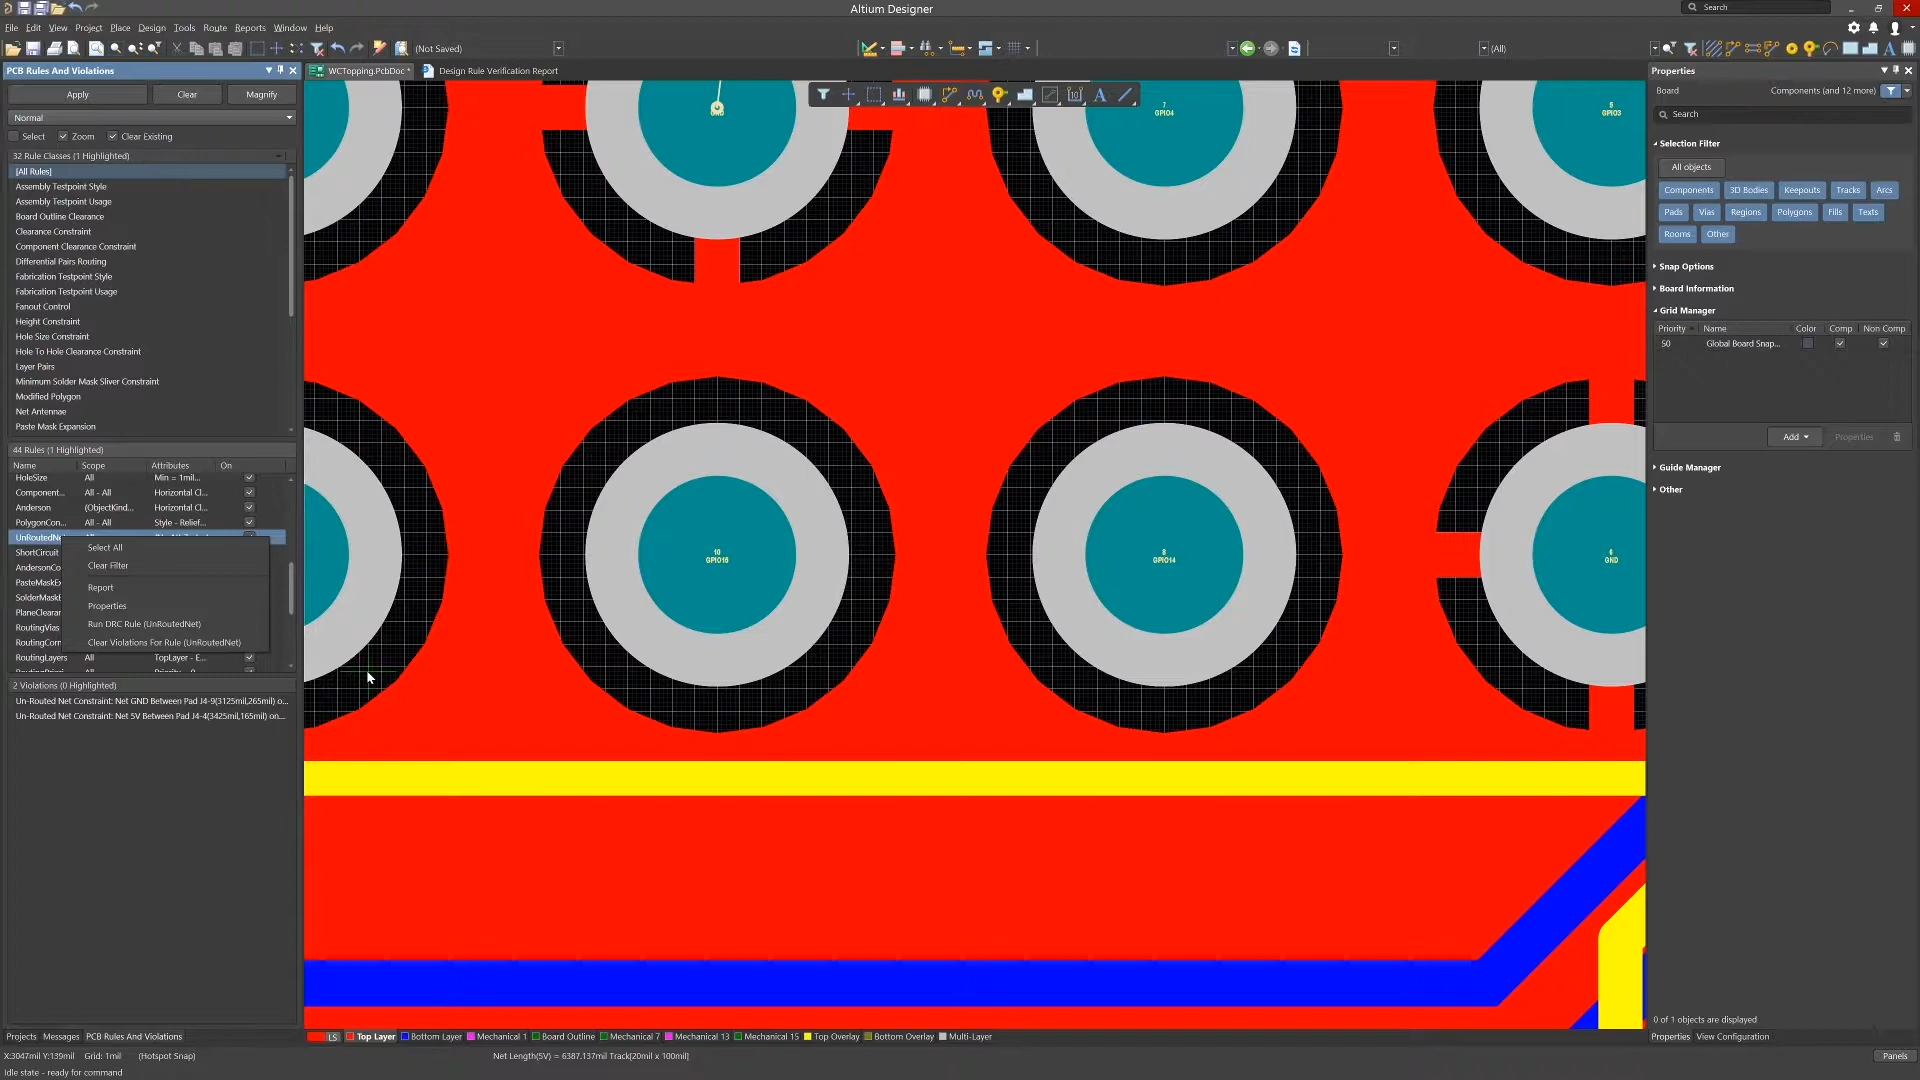 Altium Designer
Search
File Edit View Project Place Design Tools Route Reports Window Help
(Not Saved)
(All)
PCB Rules And Violations
WCTopping.PcbDoc *
Design Rule Verification Report
Properties
Apply
Clear
Magnify
Board
Components (and 12 more)
Normal
Search
Select
Zoom
Clear Existing
Selection Filter
32 Rule Classes (1 Highlighted)
[All Rules]
Assembly Testpoint Style
Assembly Testpoint Usage
Board Outline Clearance
Clearance Constraint
Component Clearance Constraint
Differential Pairs Routing
Fabrication Testpoint Style
Fabrication Testpoint Usage
Fanout Control
Height Constraint
Hole Size Constraint
Hole To Hole Clearance Constraint
Layer Pairs
Minimum Solder Mask Sliver Constraint
Modified Polygon
Net Antennae
Paste Mask Expansion
44 Rules (1 Highlighted)
Name Scope Attributes On
HoleSize All Min = 1mil...
Component... All - All Horizontal Cl...
Anderson (ObjectKind... Horizontal Cl...
PolygonCon... All - All Style - Relief...
UnRoutedNe
ShortCircuit
AndersonCo
PasteMaskEx
SolderMaskE
PlaneClearan
RoutingVias
RoutingCorn
RoutingLayers All TopLayer - E...
Select All
Clear Filter
Report
Properties
Run DRC Rule (UnRoutedNet)
Clear Violations For Rule (UnRoutedNet)
2 Violations (0 Highlighted)
Un-Routed Net Constraint: Net GND Between Pad J4-9(3125mil,265mil) o...
Un-Routed Net Constraint: Net 5V Between Pad J4-4(3425mil,165mil) on...
GND
7
GPIO4
5
GPIO3
10
GPIO15
8
GPIO14
6
GND
All objects
Components 3D Bodies Keepouts Tracks Arcs
Pads Vias Regions Polygons Fills Texts
Rooms Other
Snap Options
Board Information
Grid Manager
Priority Name Color Comp Non Comp
50 Global Board Snap...
Add
Properties
Guide Manager
Other
0 of 1 objects are displayed
Projects Messages PCB Rules And Violations
LS Top Layer Bottom Layer Mechanical 1 Board Outline Mechanical 7 Mechanical 13 Mechanical 15 Top Overlay Bottom Overlay Multi-Layer
Properties View Configuration
X:3047mil Y:139mil Grid: 1mil (Hotspot Snap)
Net Length(5V) = 6387.137mil Track[20mil x 100mil]
Panels
Idle state - ready for command